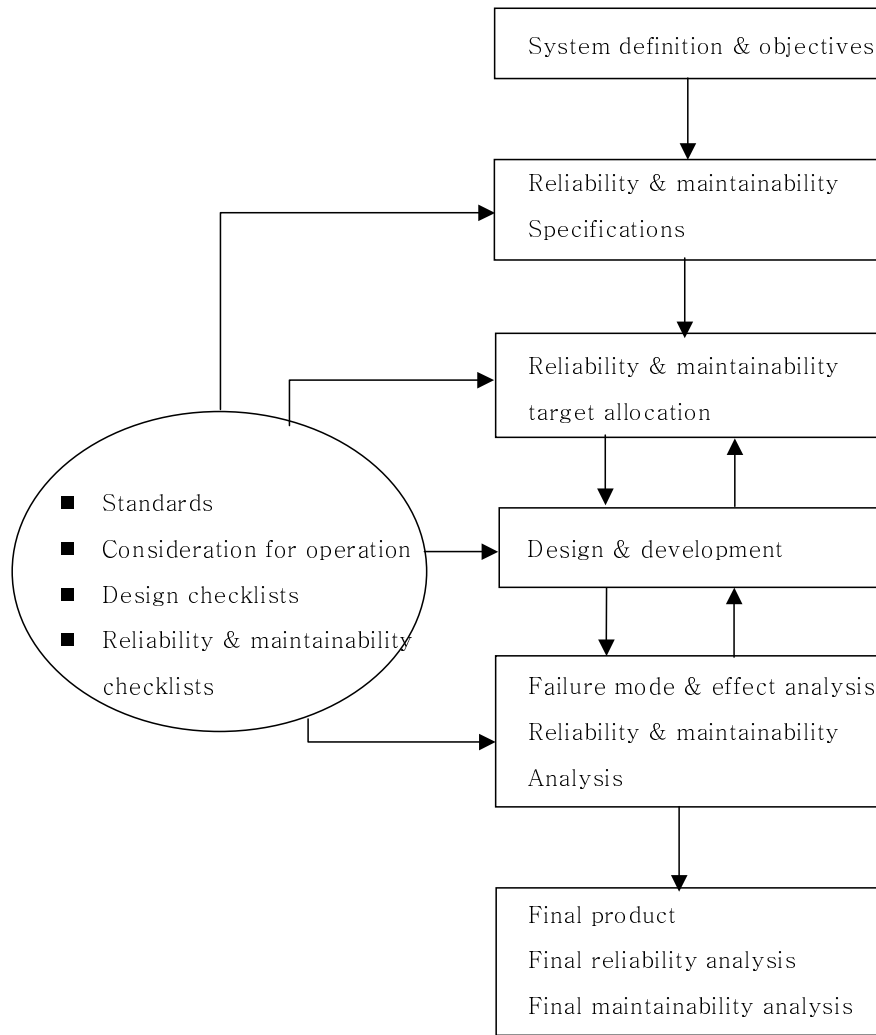 System definition & objectives
Reliability & maintainability
Specifications
Reliability & maintainability
target allocation
■ Standards
■ Consideration for operation
■ Design checklists
■ Reliability & maintainability
checklists
Design & development
Failure mode & effect analysis
Reliability & maintainability
Analysis
Final product
Final reliability analysis
Final maintainability analysis